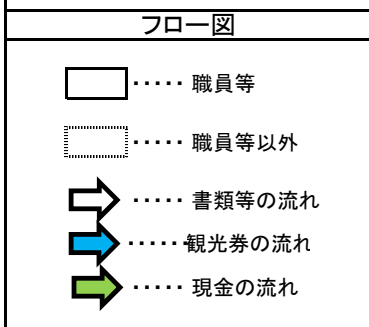 フロー図
・・・・・ 職員等
・・・・・ 職員等以外
・・・・・ 書類等の流れ
・・・・・・観光券の流れ
・・・・・ 現金の流れ